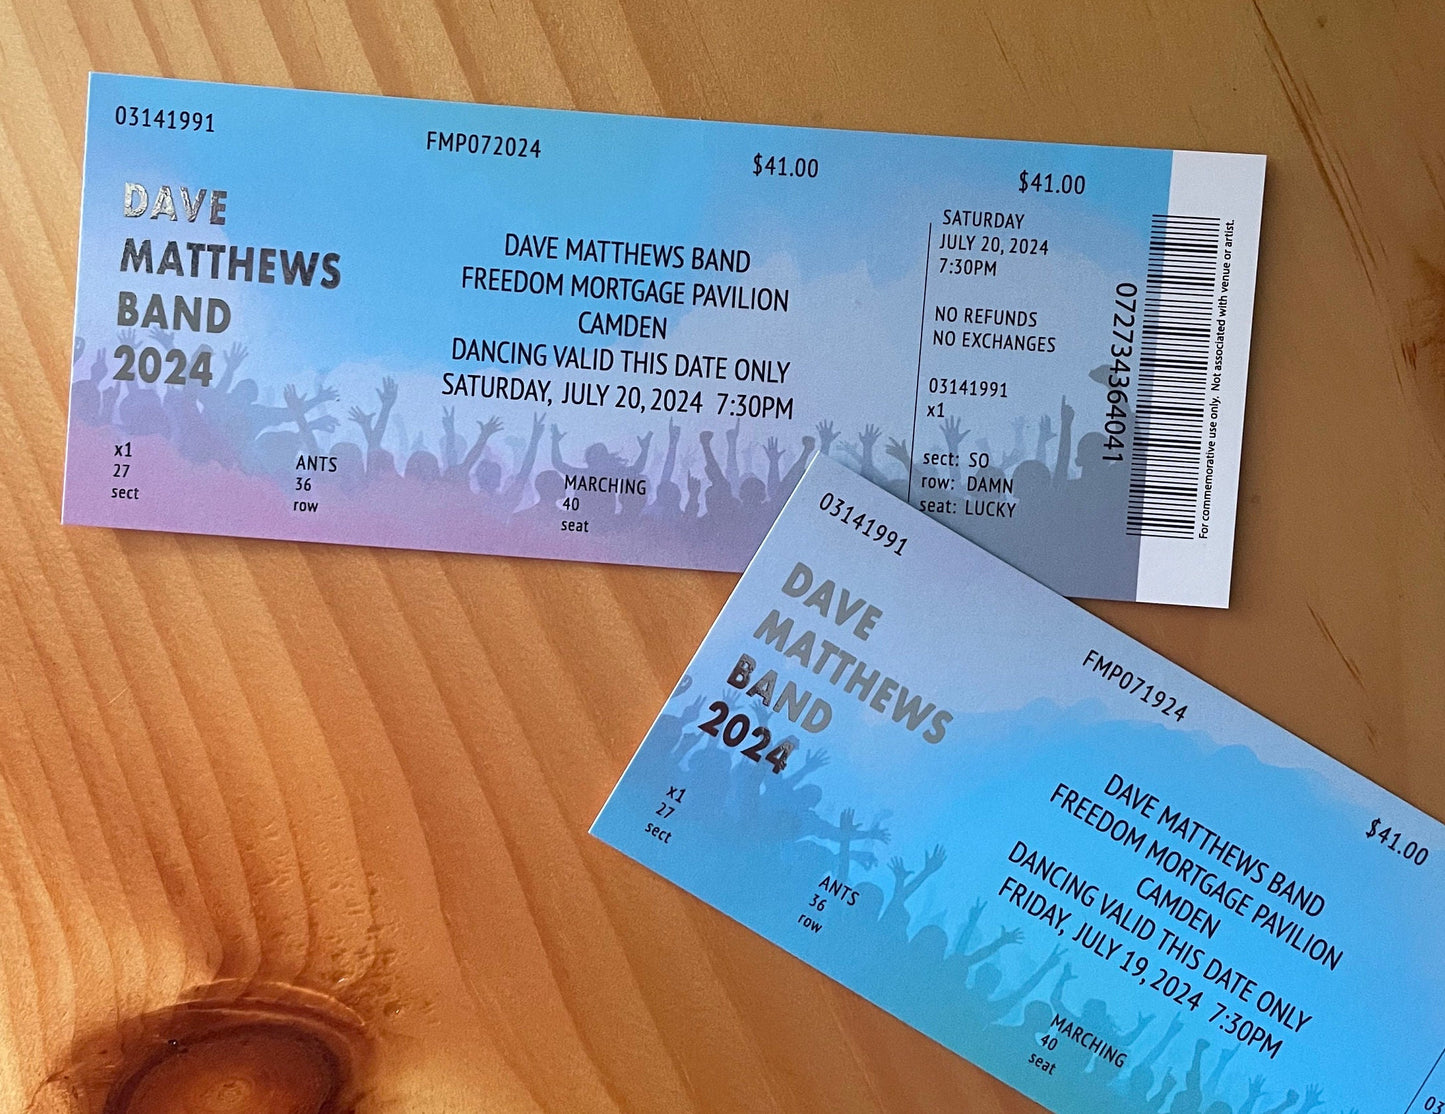 03141991
FMP072024
$41.00
$41.00
DAVE
MATTHEWS
BAND
2024
DAVE MATTHEWS BAND
FREEDOM MORTGAGE PAVILION
CAMDEN
DANCING VALID THIS DATE ONLY
SATURDAY, JULY 20, 2024 7:30PM
x1
27
sect
ANTS
36
row
MARCHING
40
seat
SATURDAY
JULY 20, 2024
7:30PM
NO REFUNDS
NO EXCHANGES
03141991
x1
sect: SO
row: DAMN
seat: LUCKY
072734364041
For commemorative use only. Not associated with venue or artist.
03141991
FMP071924
$41.00
DAVE
MATTHEWS
BAND
2024
DAVE MATTHEWS BAND
FREEDOM MORTGAGE PAVILION
CAMDEN
DANCING VALID THIS DATE ONLY
FRIDAY, JULY 19, 2024 7:30PM
x1
27
sect
ANTS
36
row
MARCHING
40
seat